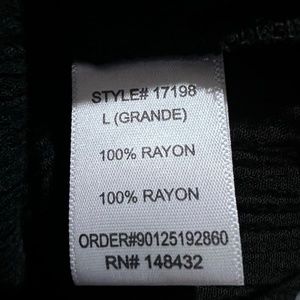 STYLE# 17198
L (GRANDE)
100% RAYON
100% RAYON
ORDER#90125192860
RN# 148432